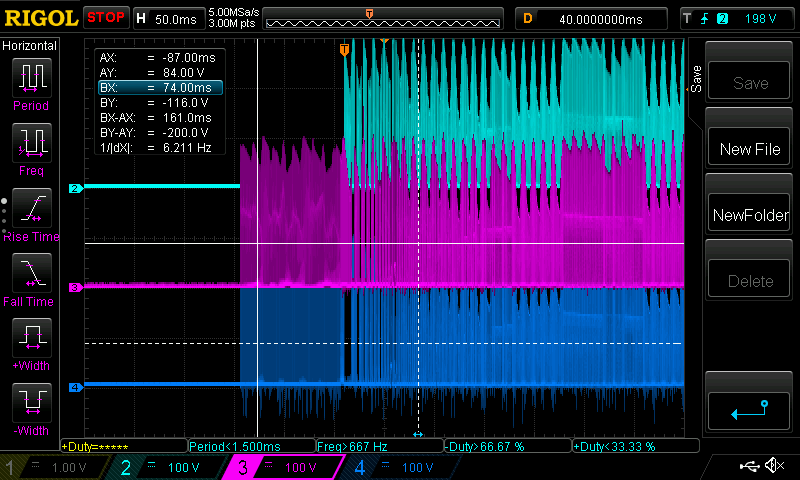 RIGOL STOP H 50.0ms 5.00MSa/s 3.00M pts D 40.0000000ms T 2 198 V
T
Horizontal
Period
Freq
Rise Time
Fall Time
+Width
-Width
AX: = -87.00ms
AY: = 84.00 V
BX: = 74.00ms
BY: = -116.0 V
BX-AX: = 161.0ms
BY-AY: = -200.0 V
1/|dX|: = 6.211 Hz
T
2
3
4
Save
Save
New File
NewFolder
Delete
+Duty=***** Period<1.500ms Freq>667 Hz -Duty>66.67 % +Duty<33.33 %
1 = 1.00 V 2 = 100 V 3 = 100 V 4 = 100 V